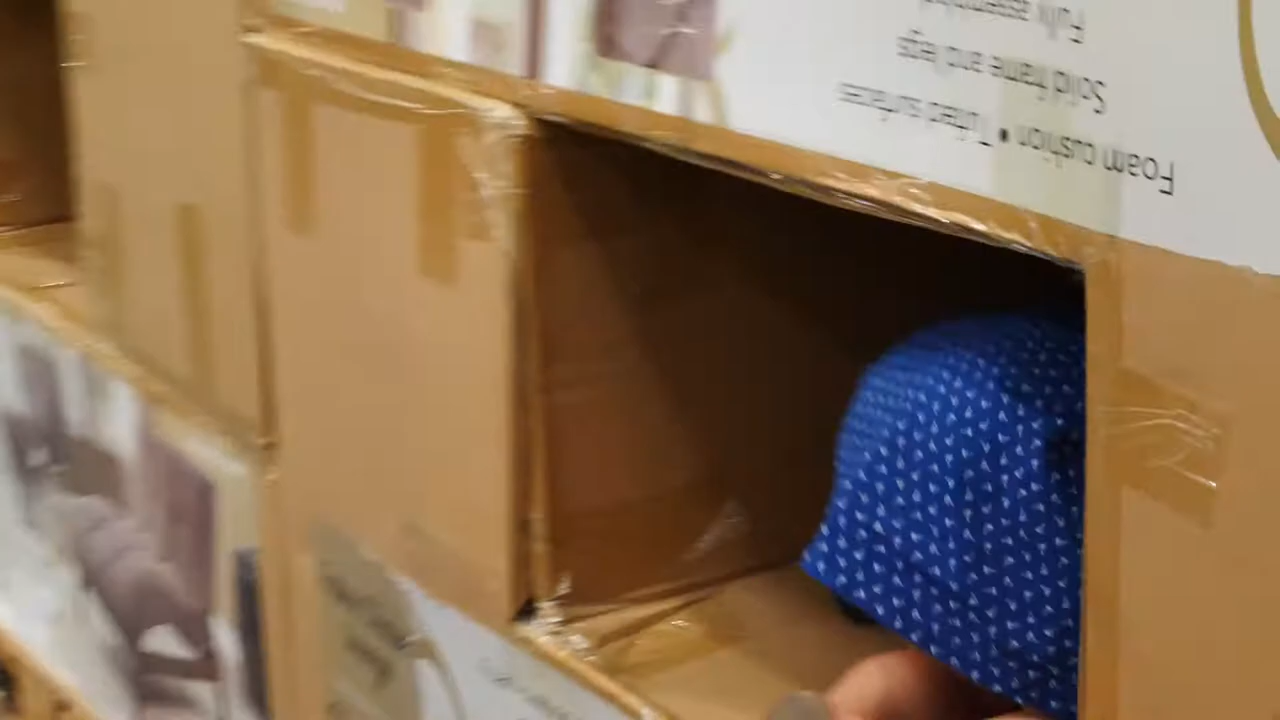 Foam cushion • Tufted surfaces
Solid frame and legs
Fully assembled